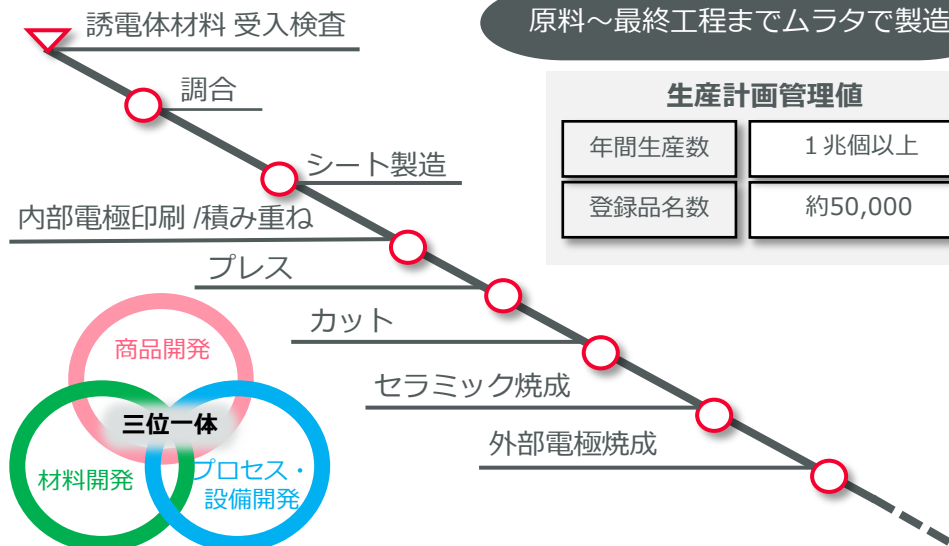 誘電体材料 受入検査
原料～最終工程までムラタで製造
調合
生産計画管理値
年間生産数
１兆個以上
登録品名数
約50,000
シート製造
内部電極印刷 /積み重ね
プレス
カット
セラミック焼成
外部電極焼成
商品開発
三位一体
材料開発
プロセス・
設備開発